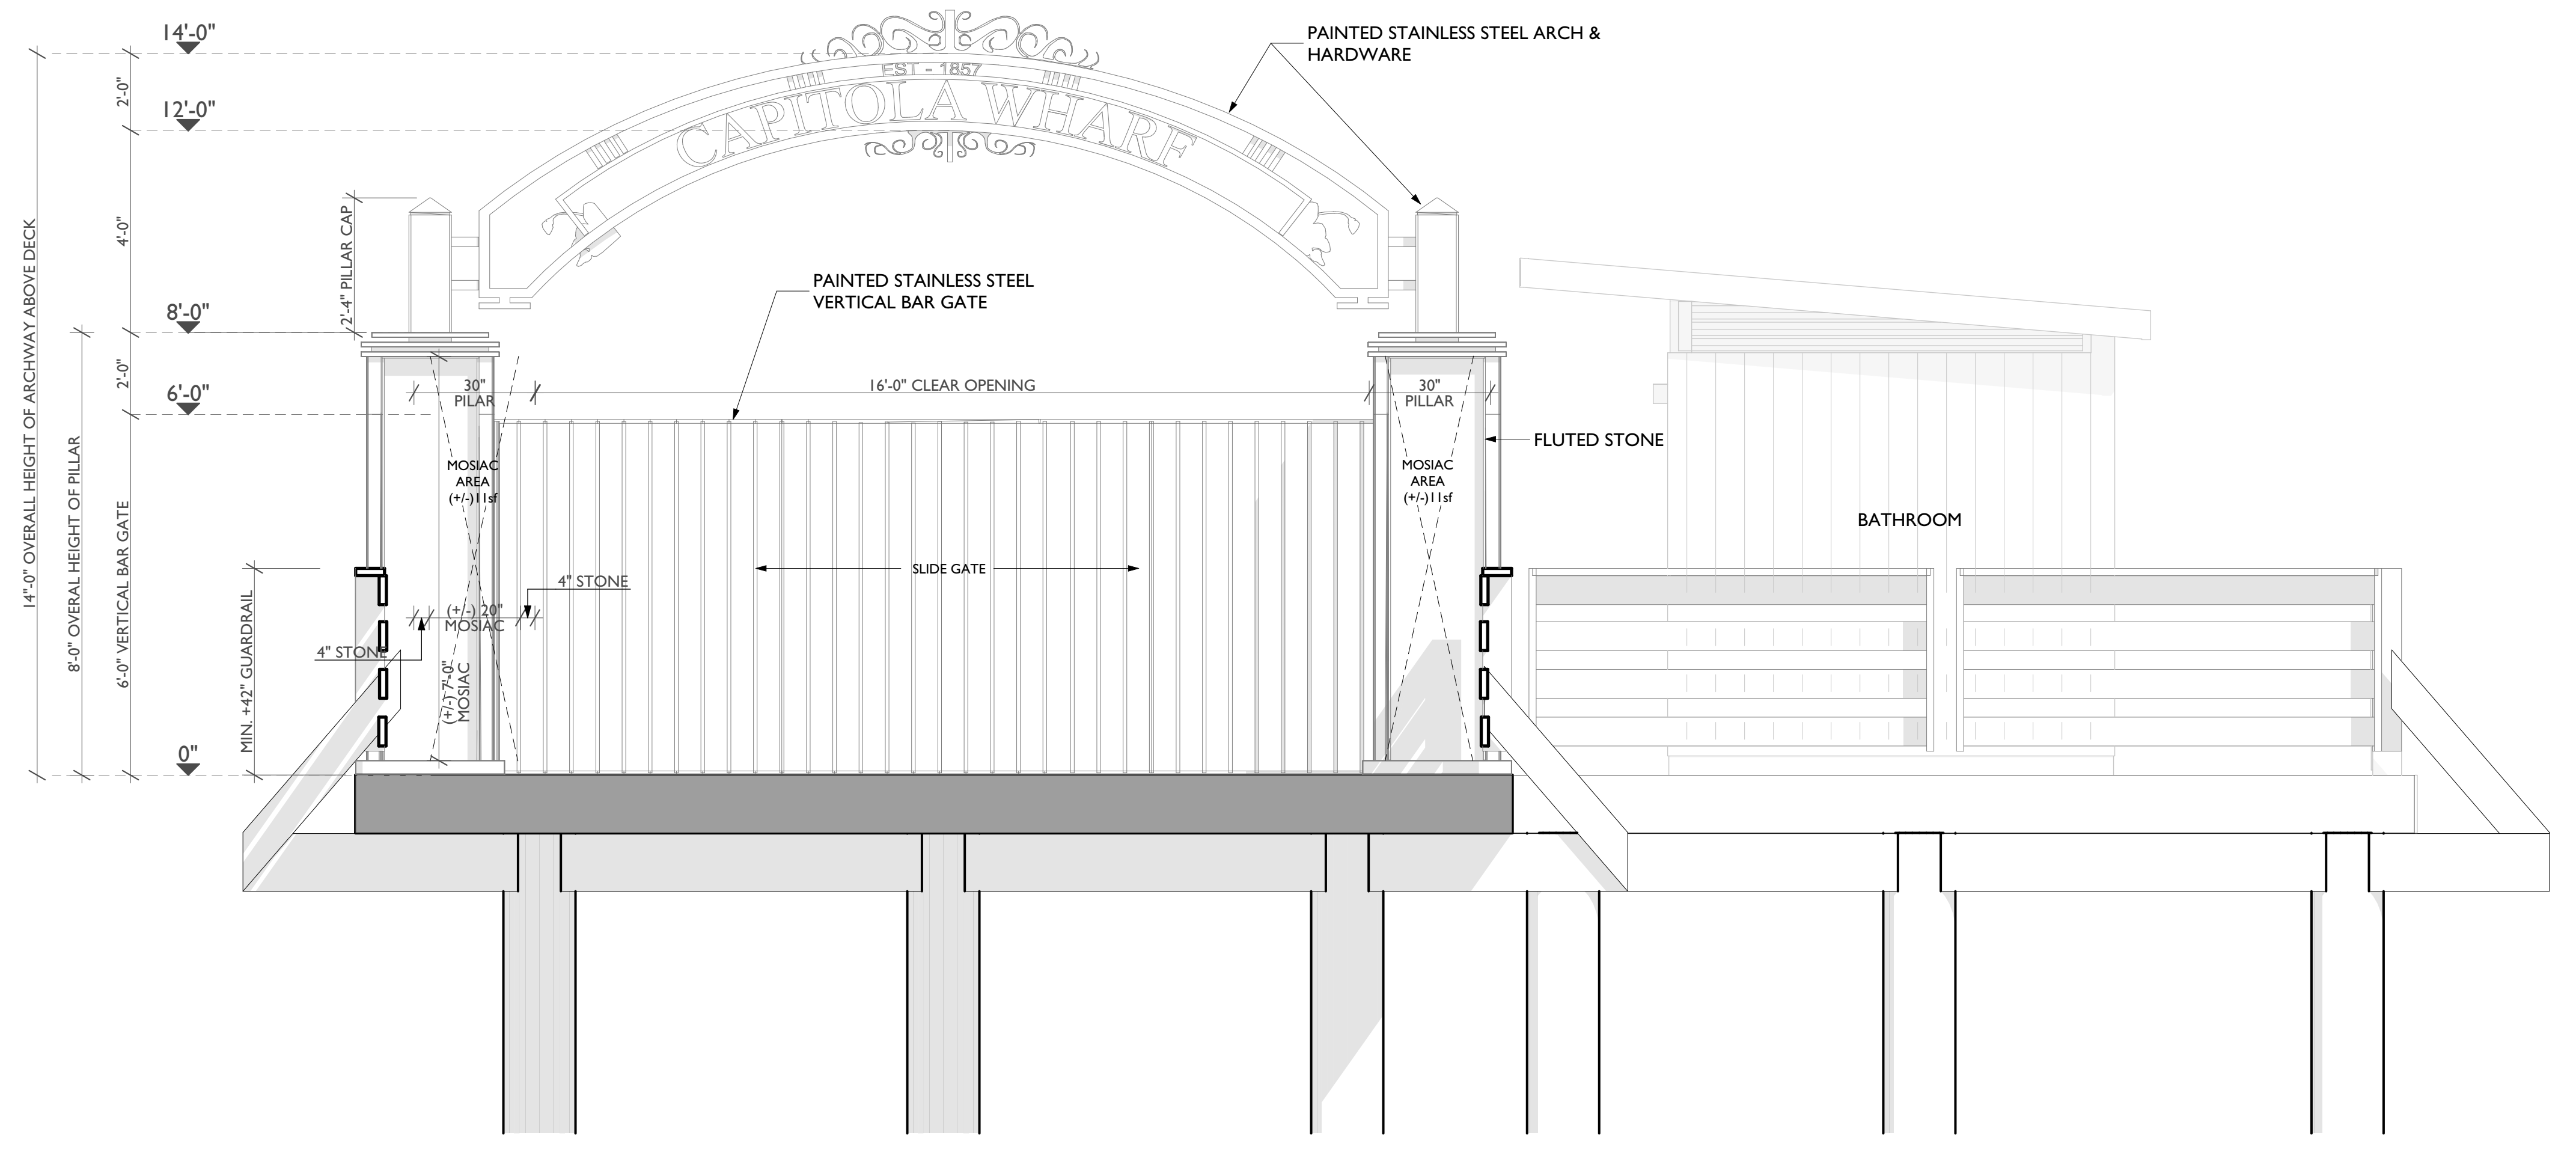 14'-0"
12'-0"
8'-0"
6'-0"
0"
14'-0" OVERALL HEIGHT OF ARCHWAY ABOVE DECK
8'-0" OVERAL HEIGHT OF PILLAR
2'-0"
4'-0"
2'-0"
6'-0" VERTICAL BAR GATE
MIN. +42" GUARDRAIL
2'-4" PILLAR CAP
EST - 1857
CAPITOLA WHARF
PAINTED STAINLESS STEEL ARCH &
HARDWARE
PAINTED STAINLESS STEEL
VERTICAL BAR GATE
30"
PILAR
16'-0" CLEAR OPENING
30"
PILLAR
FLUTED STONE
MOSIAC
AREA
(+/-)11sf
MOSIAC
AREA
(+/-)11sf
BATHROOM
SLIDE GATE
4" STONE
(+/-) 20"
MOSIAC
4" STONE
(+/-) 7'-0"
MOSIAC